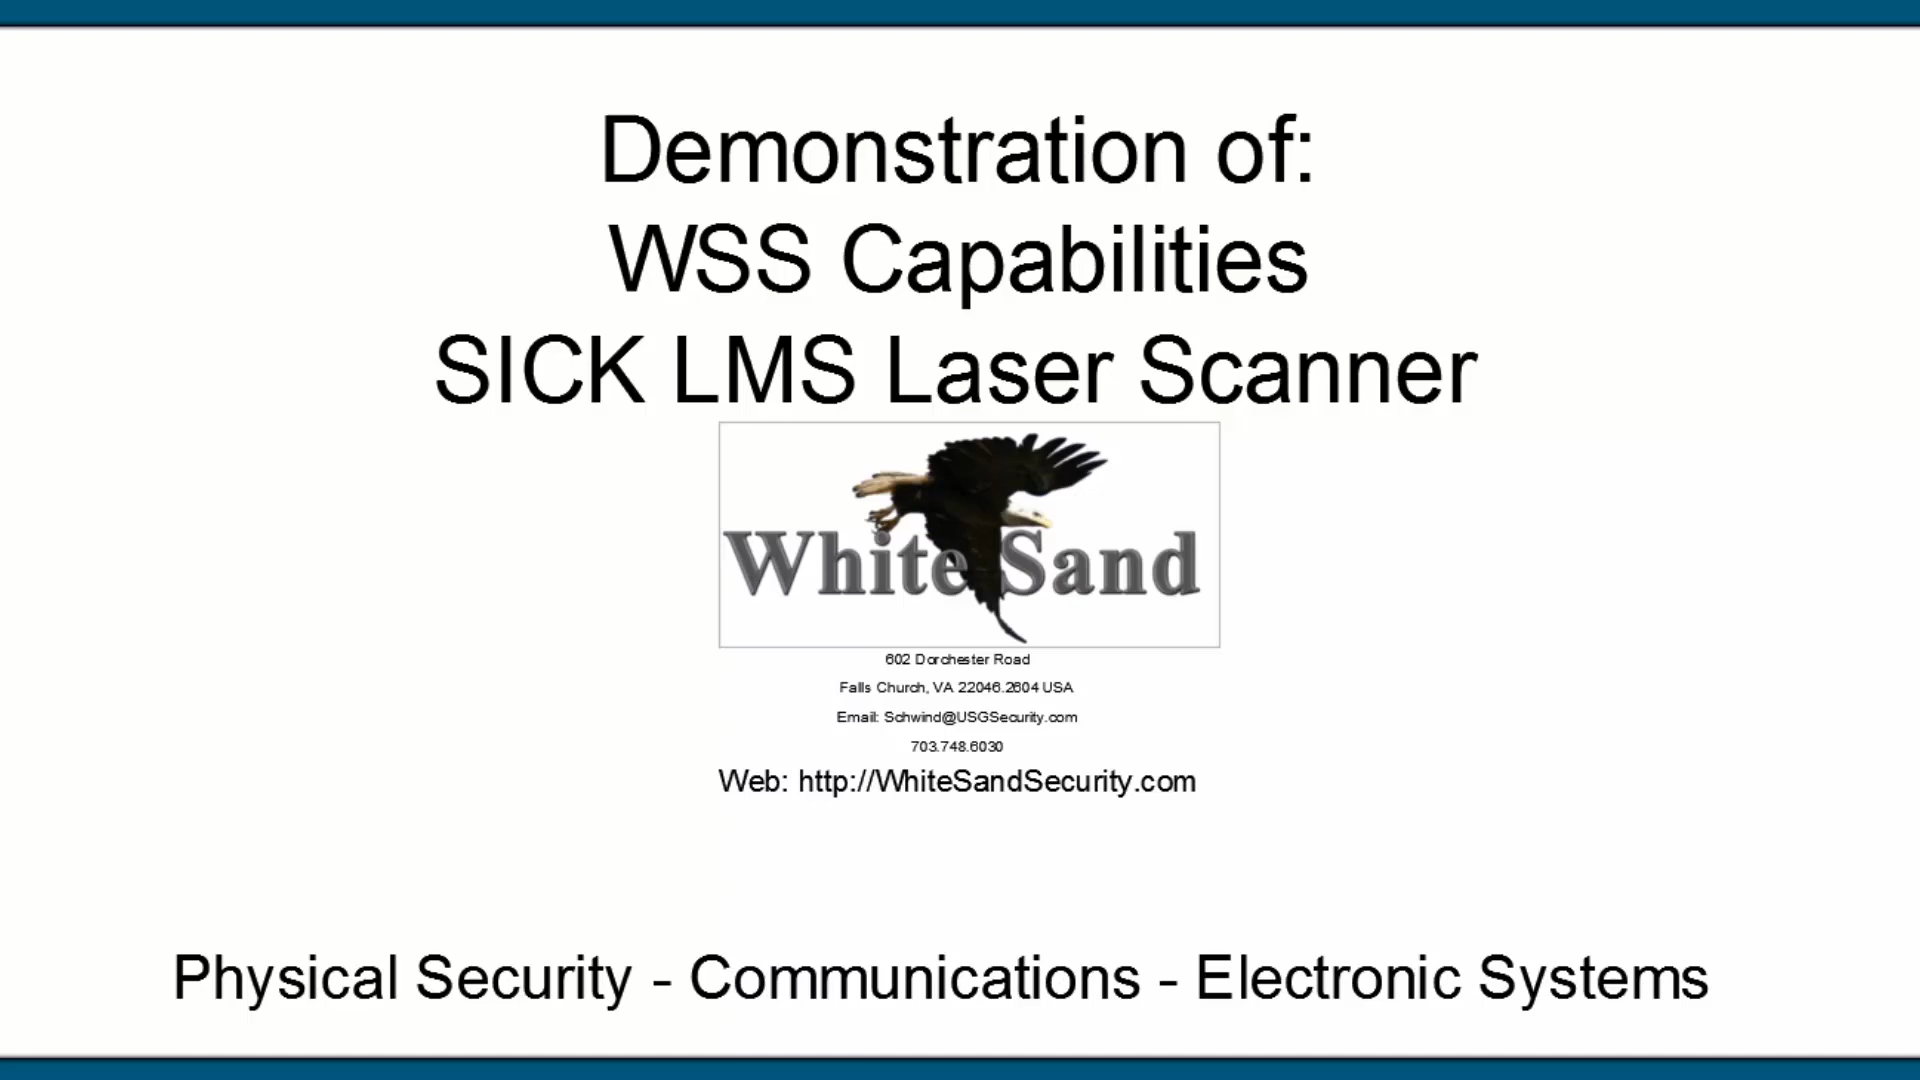 Demonstration of:
WSS Capabilities
SICK LMS Laser Scanner
White Sand
602 Dorchester Road
Falls Church, VA 22046.2604 USA
Email: Schwind@USGSecurity.com
703.748.6030
Web: http://WhiteSandSecurity.com
Physical Security - Communications - Electronic Systems